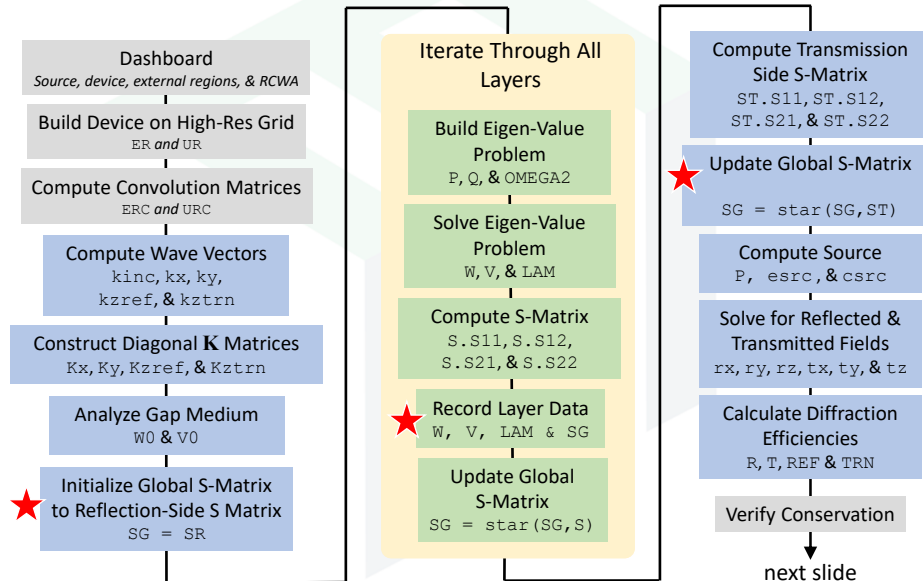 Dashboard
Source, device, external regions, & RCWA
Build Device on High-Res Grid
ER and UR
Compute Convolution Matrices
ERC and URC
Compute Wave Vectors
kinc, kx, ky,
kzref, & kztrn
Construct Diagonal K Matrices
Kx, Ky, Kzref, & Kztrn
Analyze Gap Medium
W0 & V0
Initialize Global S-Matrix
to Reflection-Side S Matrix
SG = SR
Iterate Through All
Layers
Build Eigen-Value
Problem
P, Q, & OMEGA2
Solve Eigen-Value
Problem
W, V, & LAM
Compute S-Matrix
S.S11, S.S12,
S.S21, & S.S22
Record Layer Data
W, V, LAM & SG
Update Global
S-Matrix
SG = star(SG,S)
Compute Transmission
Side S-Matrix
ST.S11, ST.S12,
ST.S21, & ST.S22
Update Global S-Matrix
SG = star(SG,ST)
Compute Source
P, esrc, & csrc
Solve for Reflected &
Transmitted Fields
rx, ry, rz, tx, ty, & tz
Calculate Diffraction
Efficiencies
R, T, REF & TRN
Verify Conservation
next slide